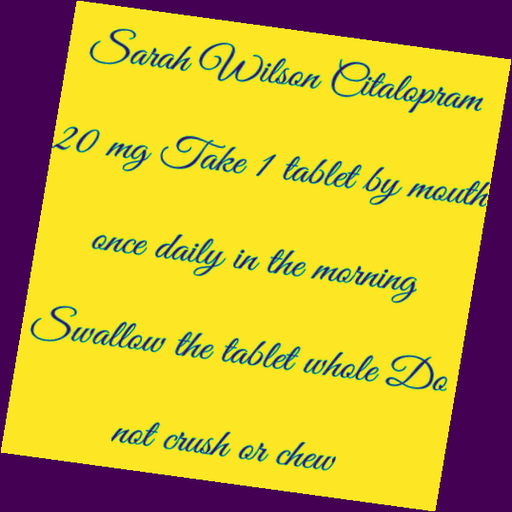 Sarah Wilson Citalopram
20 mg Take 1 tablet by mouth
once daily in the morning
Swallow the tablet whole Do
not crush or chew